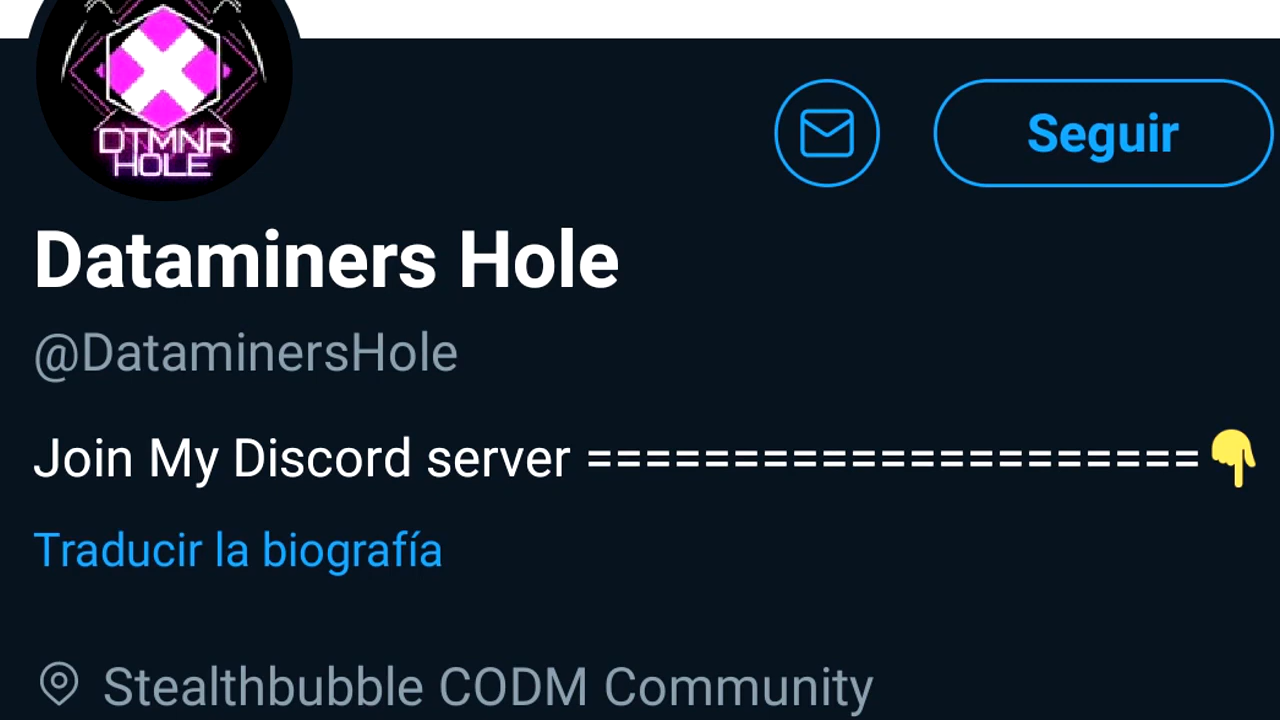 DTMNR
HOLE
Seguir
Dataminers Hole
@DataminersHole
Join My Discord server =====================👇
Traducir la biografía
Stealthbubble CODM Community